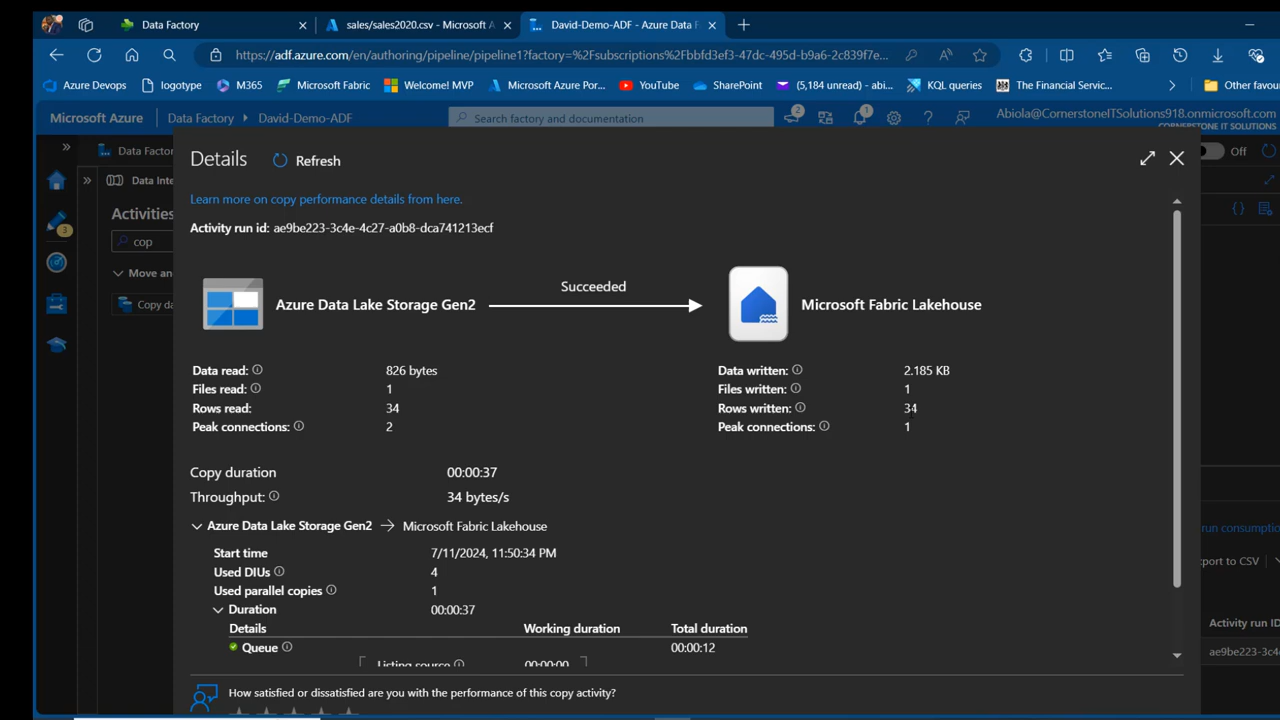 Data Factory
sales/sales2020.csv - Microsoft A
David-Demo-ADF - Azure Data F
https://adf.azure.com/en/authoring/pipeline/pipeline1?factory=%2Fsubscriptions%2Fbbfd3ef3-47dc-495d-b9a6-2c839f7e...
Azure Devops
logotype
M365
Microsoft Fabric
Welcome! MVP
Microsoft Azure Por...
YouTube
SharePoint
(5,184 unread) - abi...
KQL queries
The Financial Servic...
Other favou
Microsoft Azure
Data Factory
David-Demo-ADF
Search factory and documentation
2
1
Abiola@CornerstoneITSolutions918.onmicrosoft.com
CORNERSTONE IT SOLUTIONS
Data Factor
Off
Data Inte
Activities
cop
Move an
Copy da
3
Details
Refresh
Learn more on copy performance details from here.
Activity run id: ae9be223-3c4e-4c27-a0b8-dca741213ecf
Succeeded
Azure Data Lake Storage Gen2
Microsoft Fabric Lakehouse
Data read: 826 bytes
Files read: 1
Rows read: 34
Peak connections: 2
Data written: 2.185 KB
Files written: 1
Rows written: 34
Peak connections: 1
Copy duration 00:00:37
Throughput: 34 bytes/s
Azure Data Lake Storage Gen2 Microsoft Fabric Lakehouse
Start time 7/11/2024, 11:50:34 PM
Used DIUs 4
Used parallel copies 1
Duration 00:00:37
Details Working duration Total duration
Queue 00:00:12
Listing source 00:00:00
run consumptio
port to CSV
Activity run ID
ae9be223-3c4
How satisfied or dissatisfied are you with the performance of this copy activity?